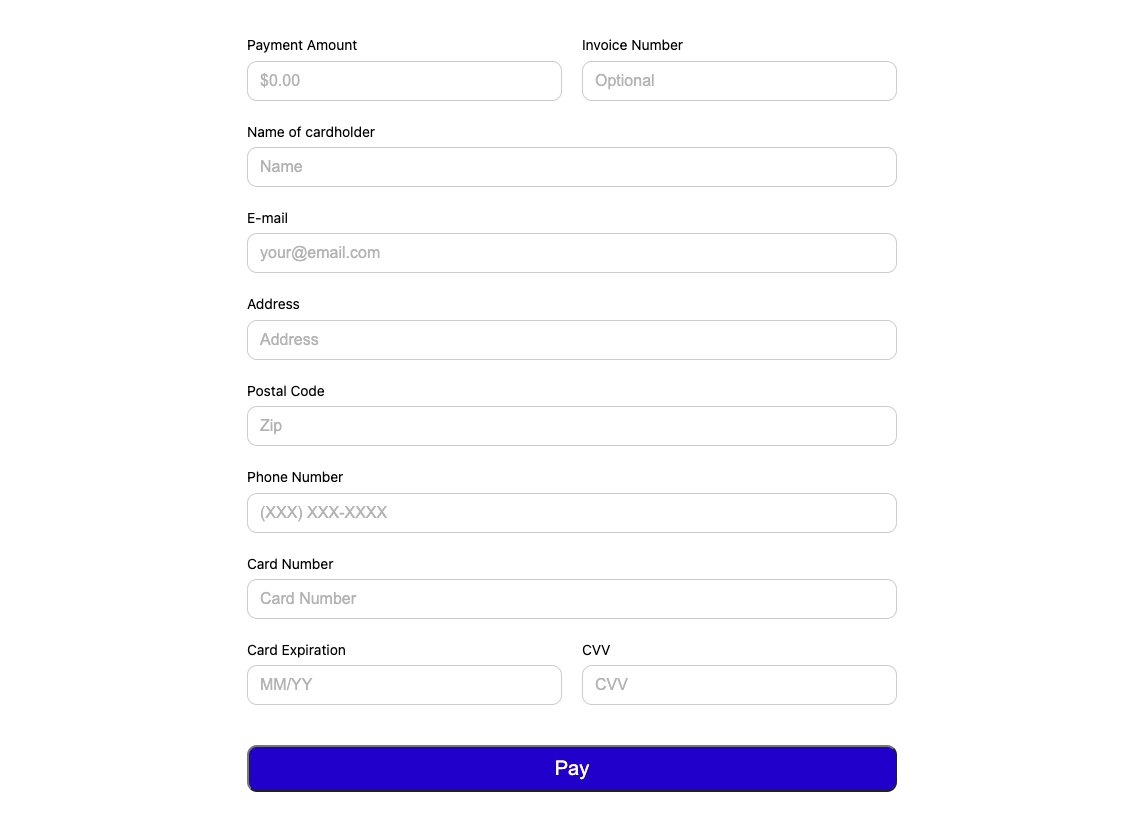 Payment Amount Invoice Number
$0.00 Optional
Name of cardholder
Name
E-mail
your@email.com
Address
Address
Postal Code
Zip
Phone Number
(XXX) XXX-XXXX
Card Number
Card Number
Card Expiration CVV
MM/YY CVV
Pay